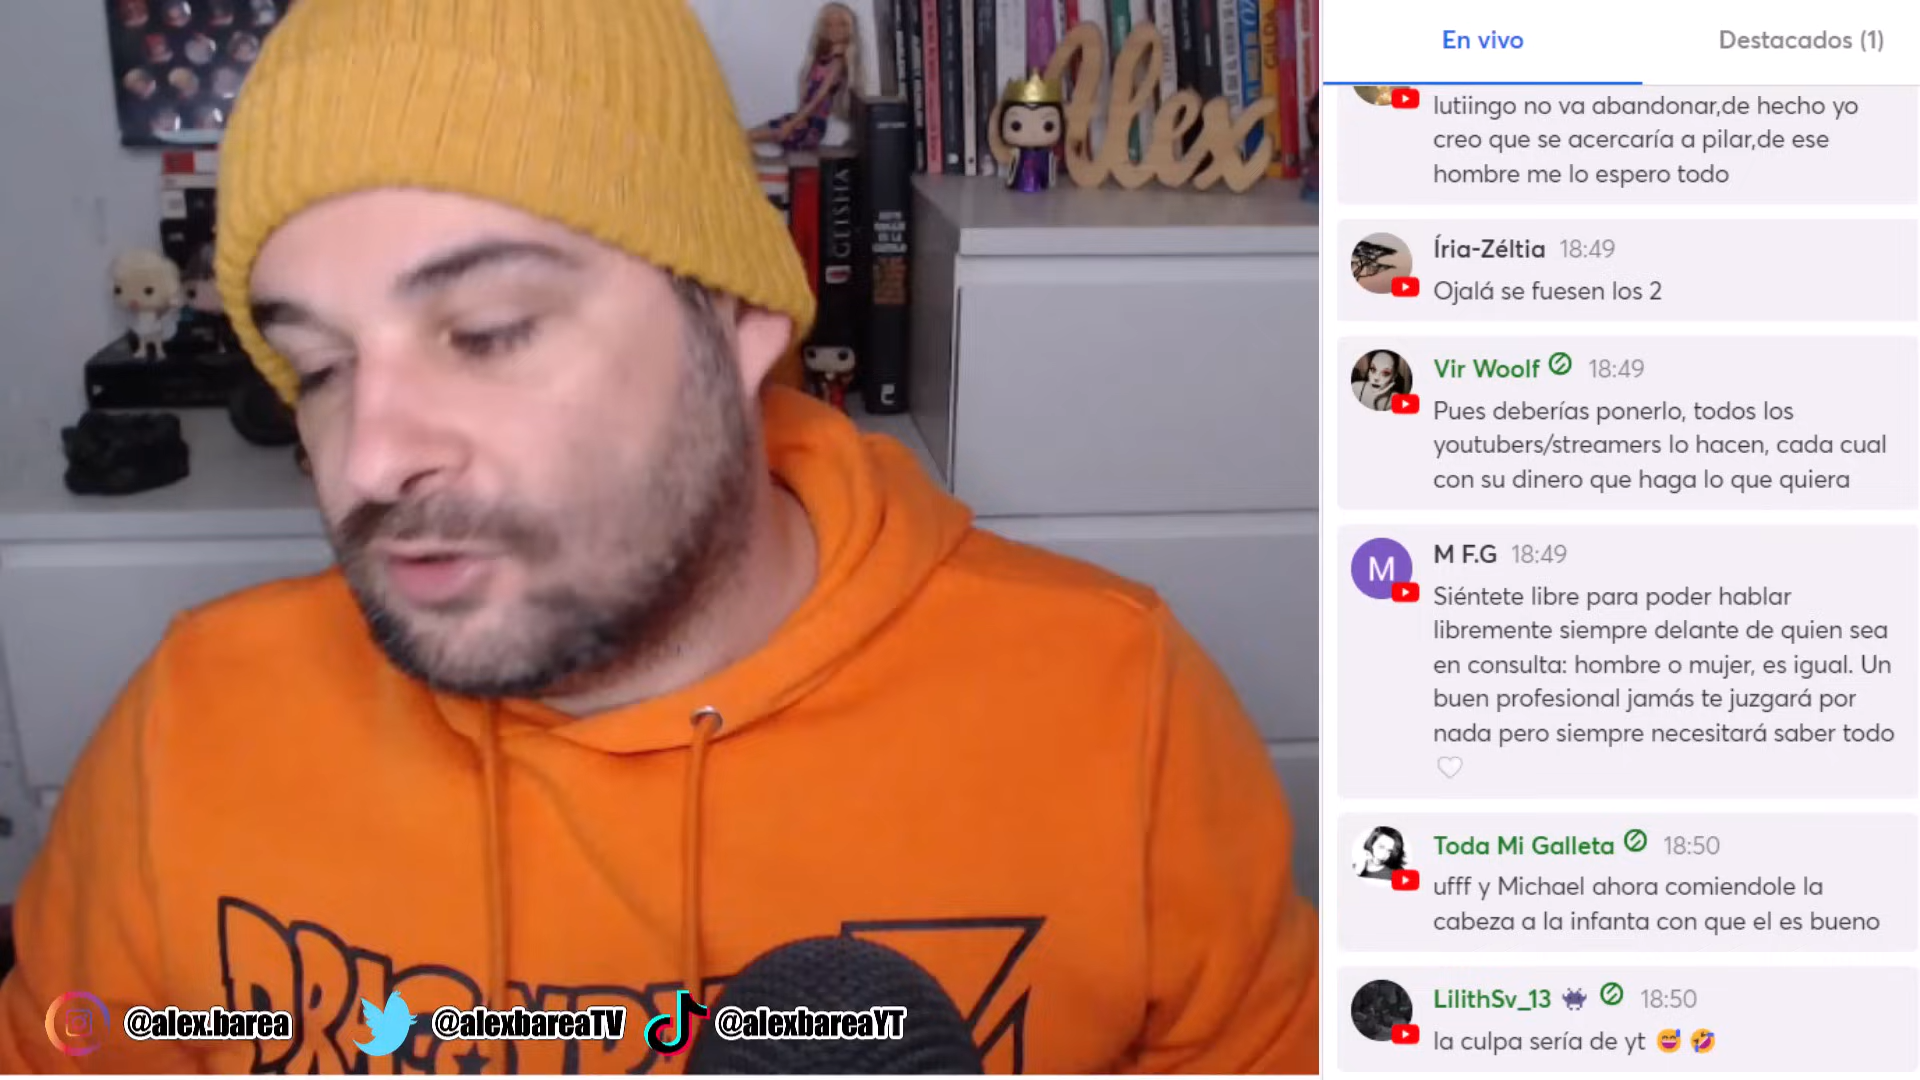 Alex
GEISHA
GILDA
@alex.barea
@alexbareaTV
@alexbareaYT
En vivo
Destacados (1)
lutiingo no va abandonar,de hecho yo
creo que se acercaría a pilar,de ese
hombre me lo espero todo
Íria-Zéltia 18:49
Ojalá se fuesen los 2
Vir Woolf 18:49
Pues deberías ponerlo, todos los
youtubers/streamers lo hacen, cada cual
con su dinero que haga lo que quiera
M
M F.G 18:49
Siéntete libre para poder hablar
libremente siempre delante de quien sea
en consulta: hombre o mujer, es igual. Un
buen profesional jamás te juzgará por
nada pero siempre necesitará saber todo
♡
Toda Mi Galleta 18:50
ufff y Michael ahora comiendole la
cabeza a la infanta con que el es bueno
LilithSv_13 👾 18:50
la culpa sería de yt 😅 🤣